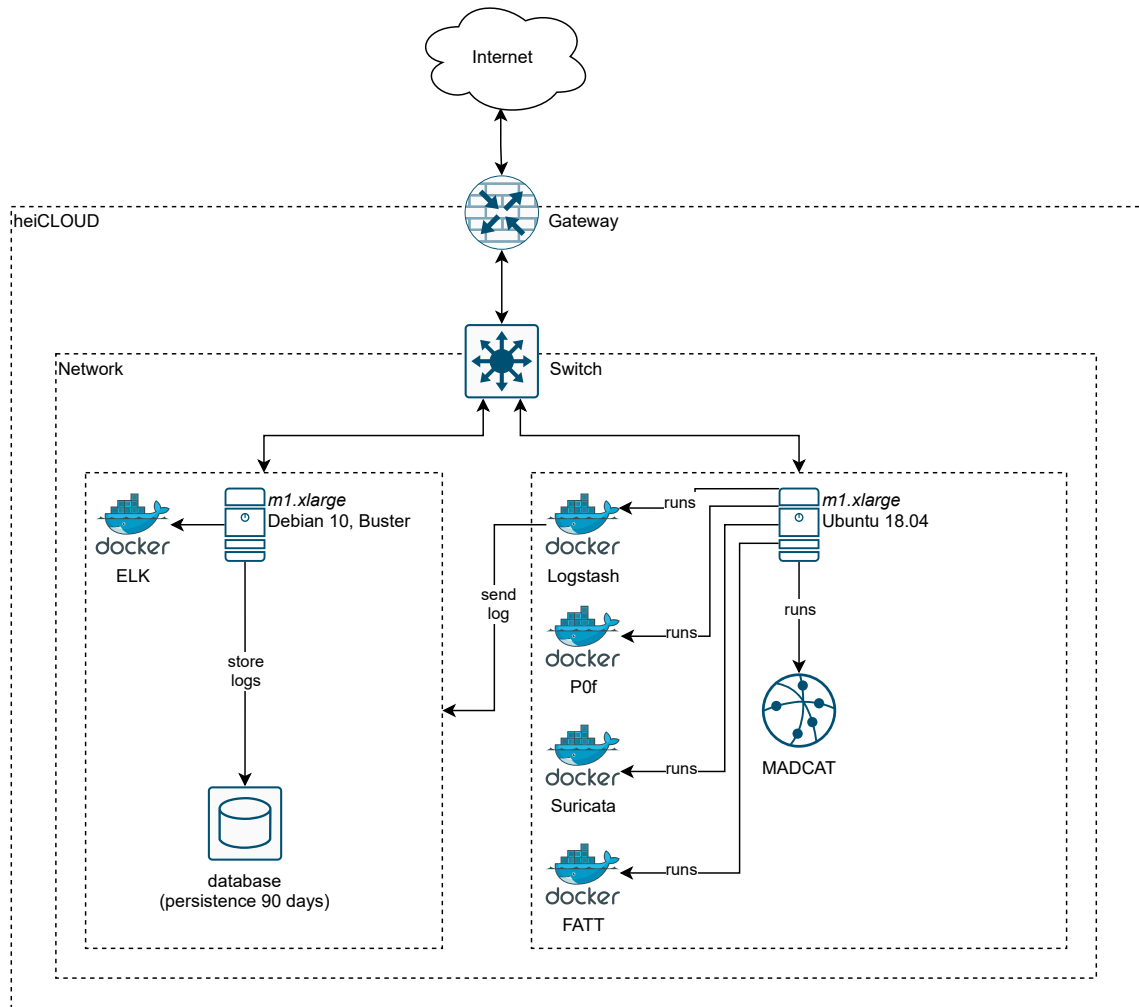 Internet
heiCLOUD
Gateway
Network
Switch
m1.xlarge
Debian 10, Buster
docker
ELK
store
logs
database
(persistence 90 days)
send
log
runs
m1.xlarge
Ubuntu 18.04
docker
Logstash
runs
runs
docker
P0f
MADCAT
runs
docker
Suricata
runs
docker
FATT